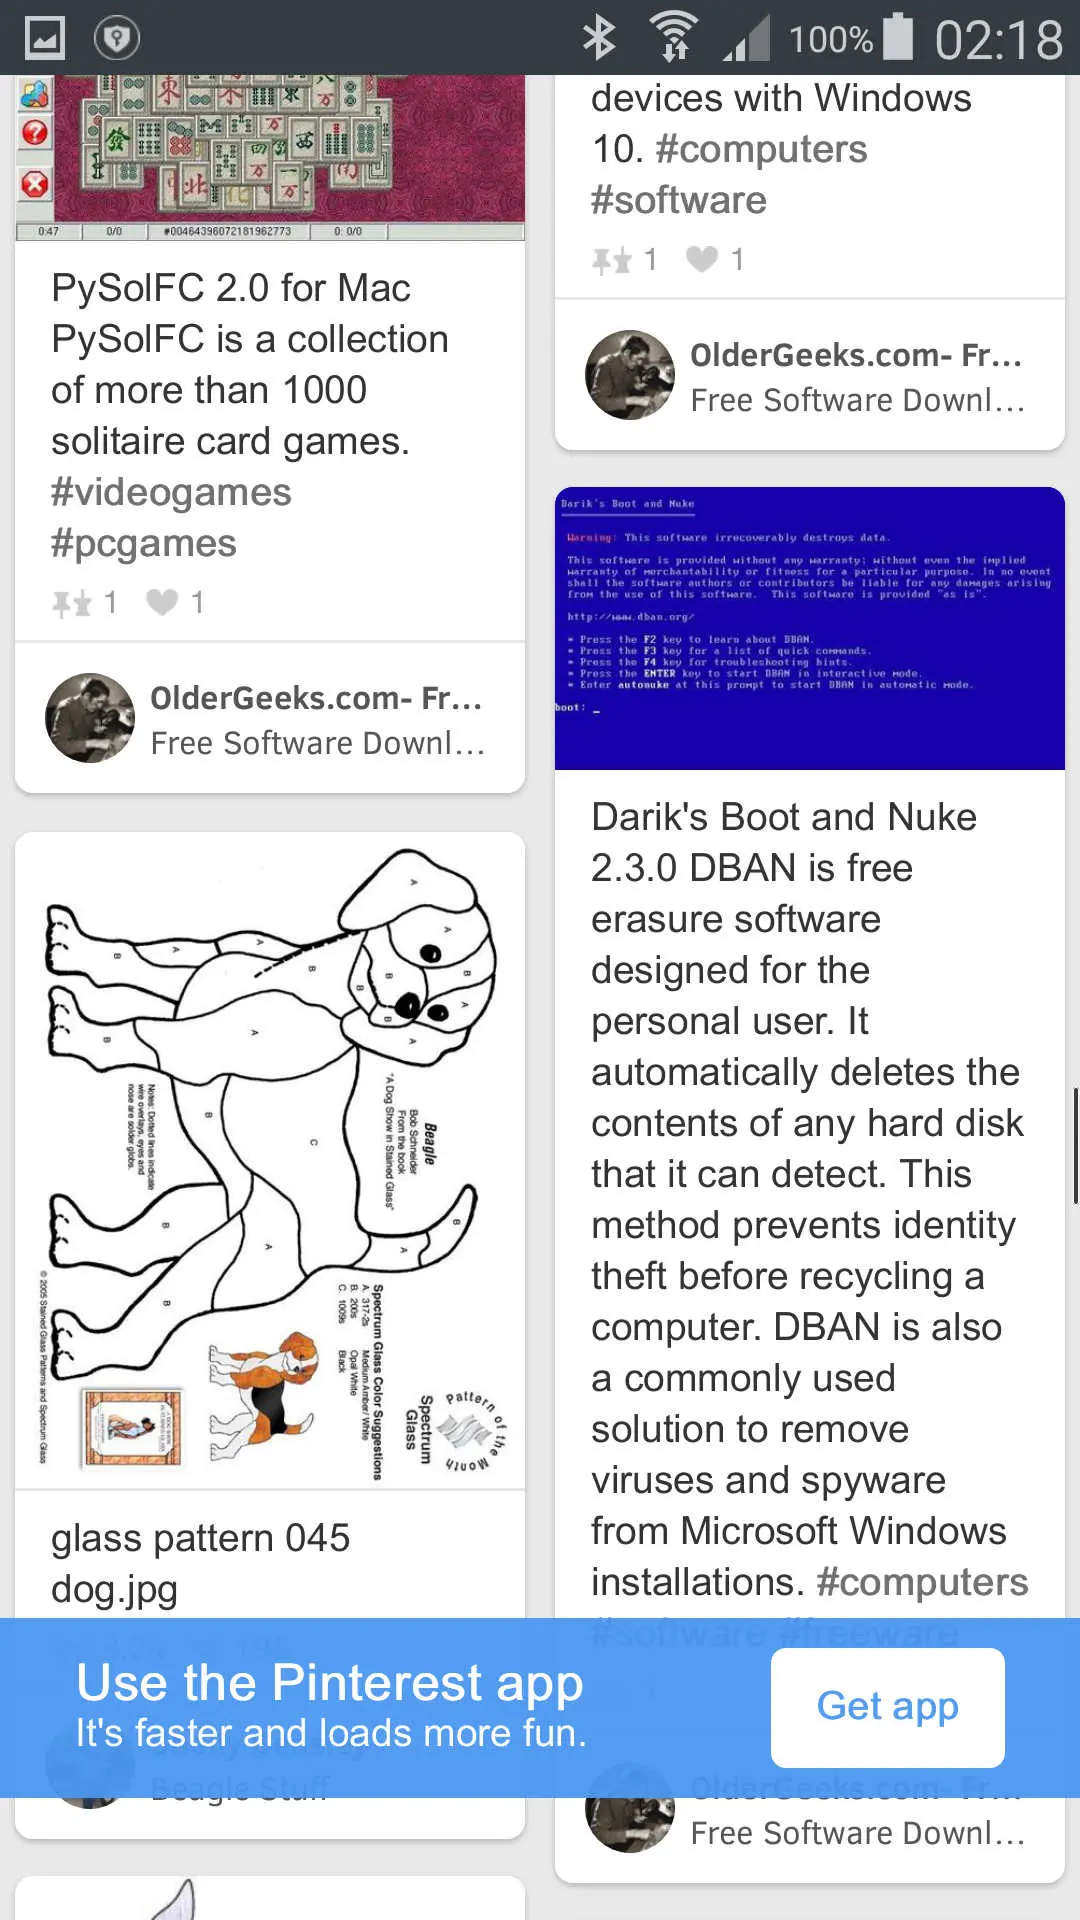 100% 02:18
0:47 0/0 #00464396072181962773 0: 0/0
PySolFC 2.0 for Mac
PySolFC is a collection
of more than 1000
solitaire card games.
#videogames
#pcgames
1 1
OlderGeeks.com- Fr...
Free Software Downl...
Beagle
Bob Schneider
From the book
"A Dog Show in Stained Glass"
Notes: Dotted lines indicate
wire overlays, eyes and
nose are solder globs.
Spectrum Glass Color Suggestions
A. 317-2s Medium Amber/White
B. 200s Opal White
C. 1009s Black
Pattern of the Month
Spectrum
Glass
© 2005 Stained Glass Patterns and Spectrum Glass
glass pattern 045
dog.jpg
Beagle Stuff
devices with Windows
10. #computers
#software
1 1
OlderGeeks.com- Fr...
Free Software Downl...
Darik's Boot and Nuke
Warning: This software irrecoverably destroys data.
This software is provided without any warranty; without even the implied
warranty of merchantability or fitness for a particular purpose. In no event
shall the software authors or contributors be liable for any damages arising
from the use of this software. This software is provided "as is".
http://www.dban.org/
* Press the F2 key to learn about DBAN.
* Press the F3 key for a list of quick commands.
* Press the F4 key for troubleshooting hints.
* Press the ENTER key to start DBAN in interactive mode.
* Enter autonuke at this prompt to start DBAN in automatic mode.
boot: _
Darik's Boot and Nuke
2.3.0 DBAN is free
erasure software
designed for the
personal user. It
automatically deletes the
contents of any hard disk
that it can detect. This
method prevents identity
theft before recycling a
computer. DBAN is also
a commonly used
solution to remove
viruses and spyware
from Microsoft Windows
installations. #computers
#software #freeware
OlderGeeks.com- Fr...
Free Software Downl...
Use the Pinterest app
It's faster and loads more fun.
Get app